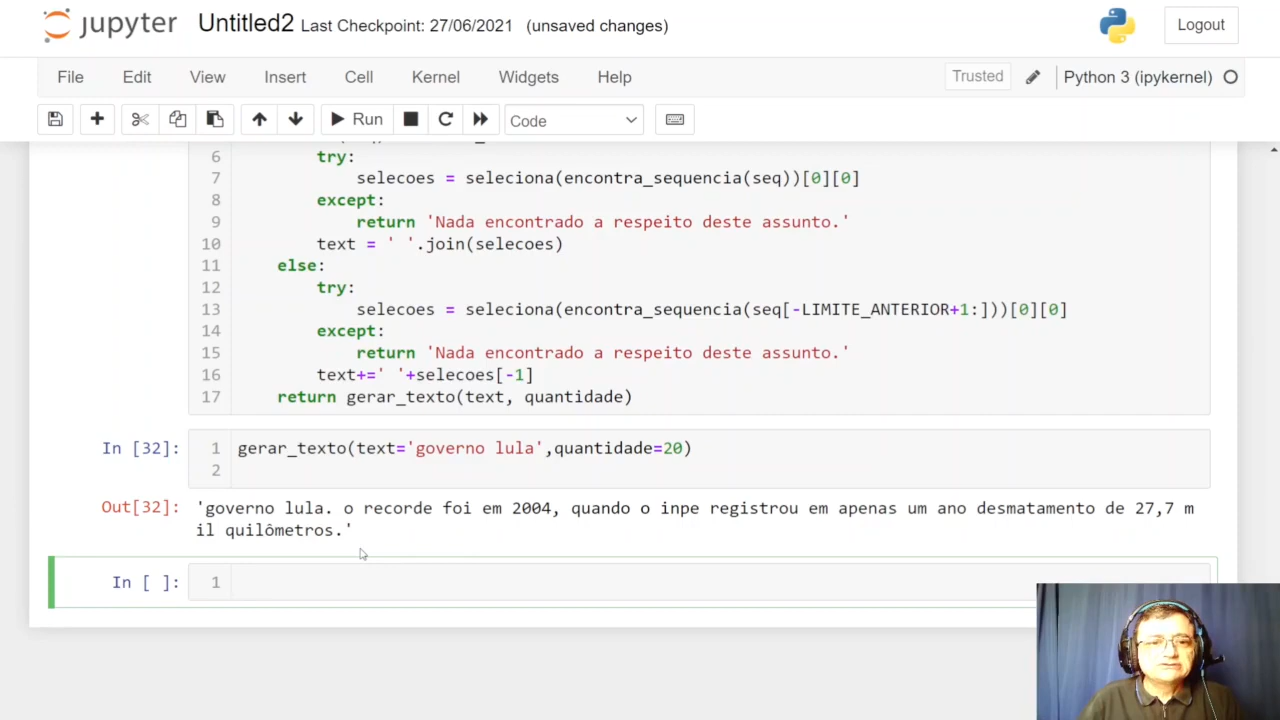 jupyter Untitled2 Last Checkpoint: 27/06/2021 (unsaved changes) Logout
File Edit View Insert Cell Kernel Widgets Help Trusted Python 3 (ipykernel)
Run Code
6 try:
7 selecoes = seleciona(encontra_sequencia(seq))[0][0]
8 except:
9 return 'Nada encontrado a respeito deste assunto.'
10 text = ' '.join(selecoes)
11 else:
12 try:
13 selecoes = seleciona(encontra_sequencia(seq[-LIMITE_ANTERIOR+1:]))[0][0]
14 except:
15 return 'Nada encontrado a respeito deste assunto.'
16 text+=' '+selecoes[-1]
17 return gerar_texto(text, quantidade)
In [32]: 1 gerar_texto(text='governo lula',quantidade=20)
2
Out[32]: 'governo lula. o recorde foi em 2004, quando o inpe registrou em apenas um ano desmatamento de 27,7 m
il quilômetros.'
In [ ]: 1